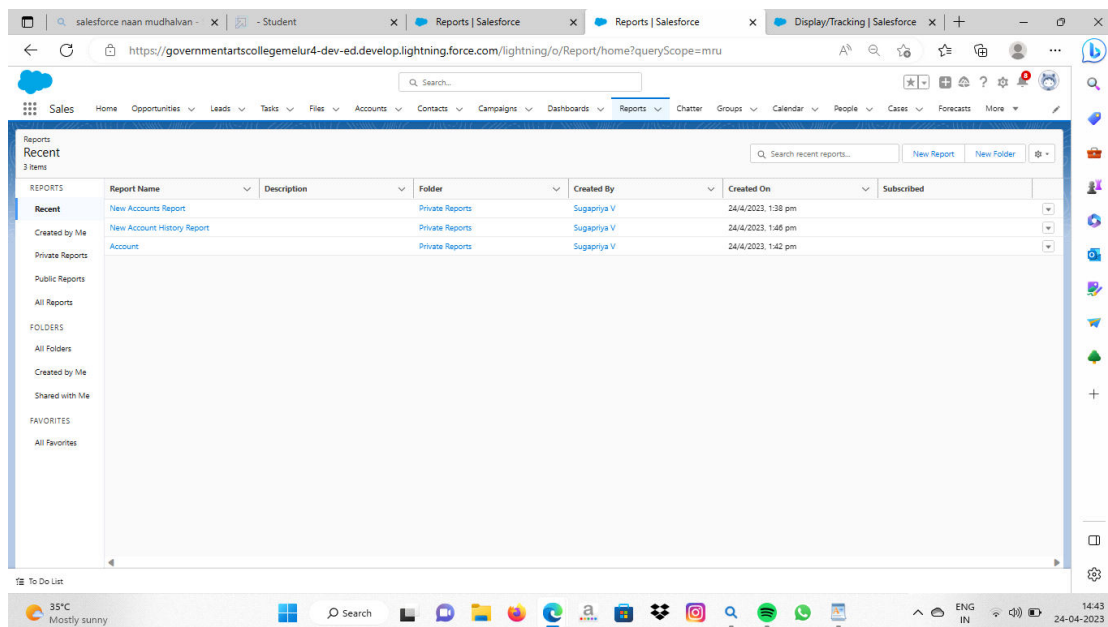 salesforce naan mudhalvan -
- Student
Reports | Salesforce
Reports | Salesforce
Display/Tracking | Salesforce
https://governmentartscollegemelur4-dev-ed.develop.lightning.force.com/lightning/o/Report/home?queryScope=mru
Search...
8
Sales Home Opportunities Leads Tasks Files Accounts Contacts Campaigns Dashboards Reports Chatter Groups Calendar People Cases Forecasts More
Reports
Recent
3 items
Search recent reports...
New Report
New Folder
REPORTS
Recent
Created by Me
Private Reports
Public Reports
All Reports
FOLDERS
All Folders
Created by Me
Shared with Me
FAVORITES
All Favorites
Report Name Description Folder Created By Created On Subscribed
New Accounts Report Private Reports Sugapriya V 24/4/2023, 1:38 pm
New Account History Report Private Reports Sugapriya V 24/4/2023, 1:46 pm
Account Private Reports Sugapriya V 24/4/2023, 1:42 pm
To Do List
35°C
Mostly sunny
Search
ENG
IN
14:43
24-04-2023